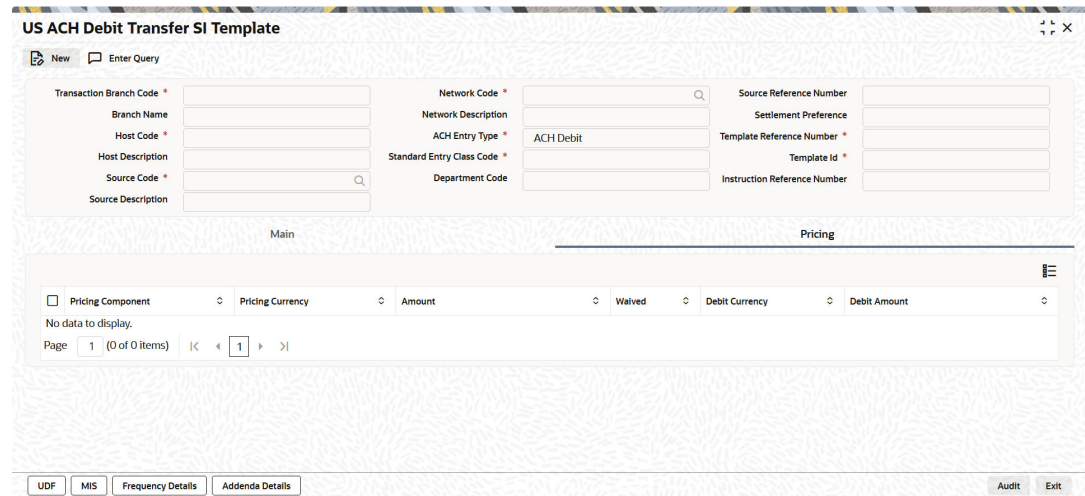 US ACH Debit Transfer SI Template
New Enter Query
Transaction Branch Code *
Branch Name
Host Code *
Host Description
Source Code *
Source Description
Network Code *
Network Description
ACH Entry Type * ACH Debit
Standard Entry Class Code *
Department Code
Source Reference Number
Settlement Preference
Template Reference Number *
Template Id *
Instruction Reference Number
Main Pricing
Pricing Component Pricing Currency Amount Waived Debit Currency Debit Amount
No data to display.
Page 1 (0 of 0 items) 1
UDF MIS Frequency Details Addenda Details Audit Exit